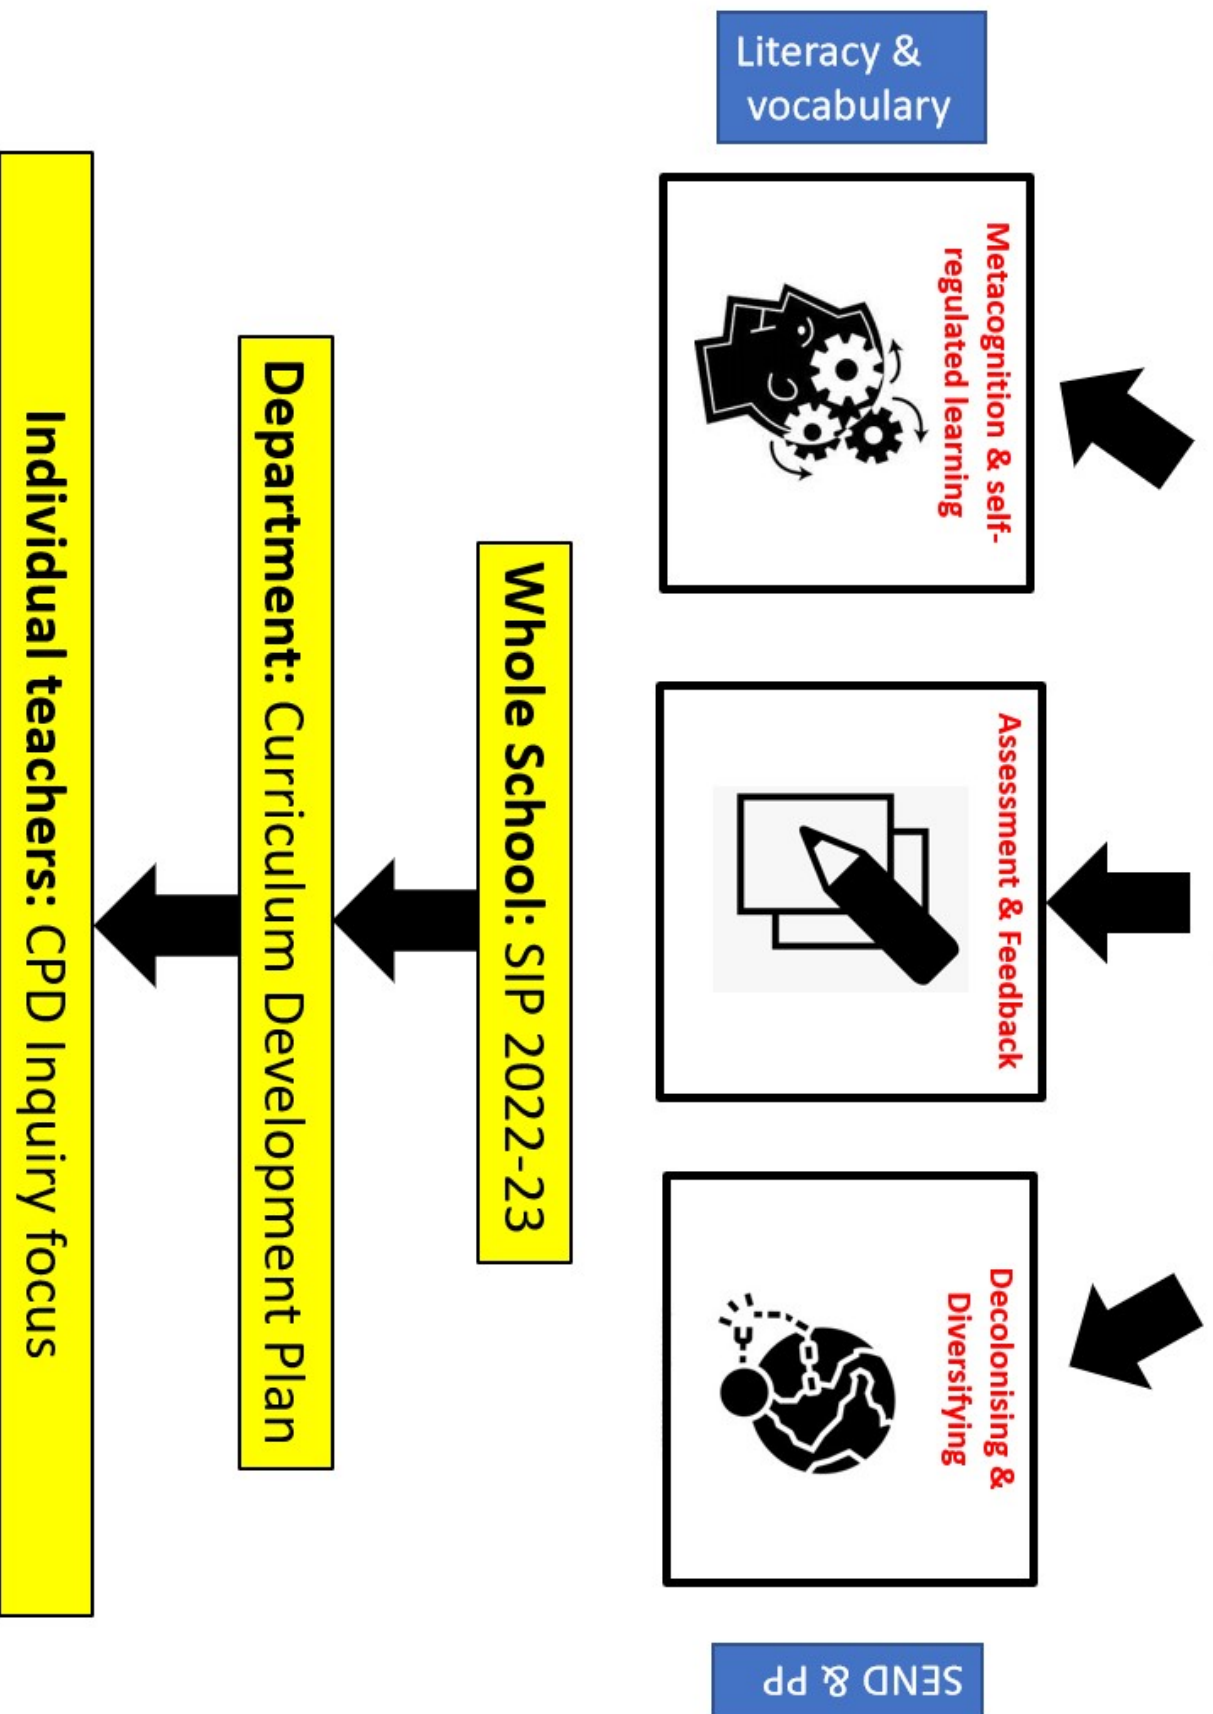 Literacy &
vocabulary
Metacognition & self-
regulated learning
Assessment & Feedback
Decolonising &
Diversifying
SEND & PP
Whole School: SIP 2022-23
Department: Curriculum Development Plan
Individual teachers: CPD Inquiry focus